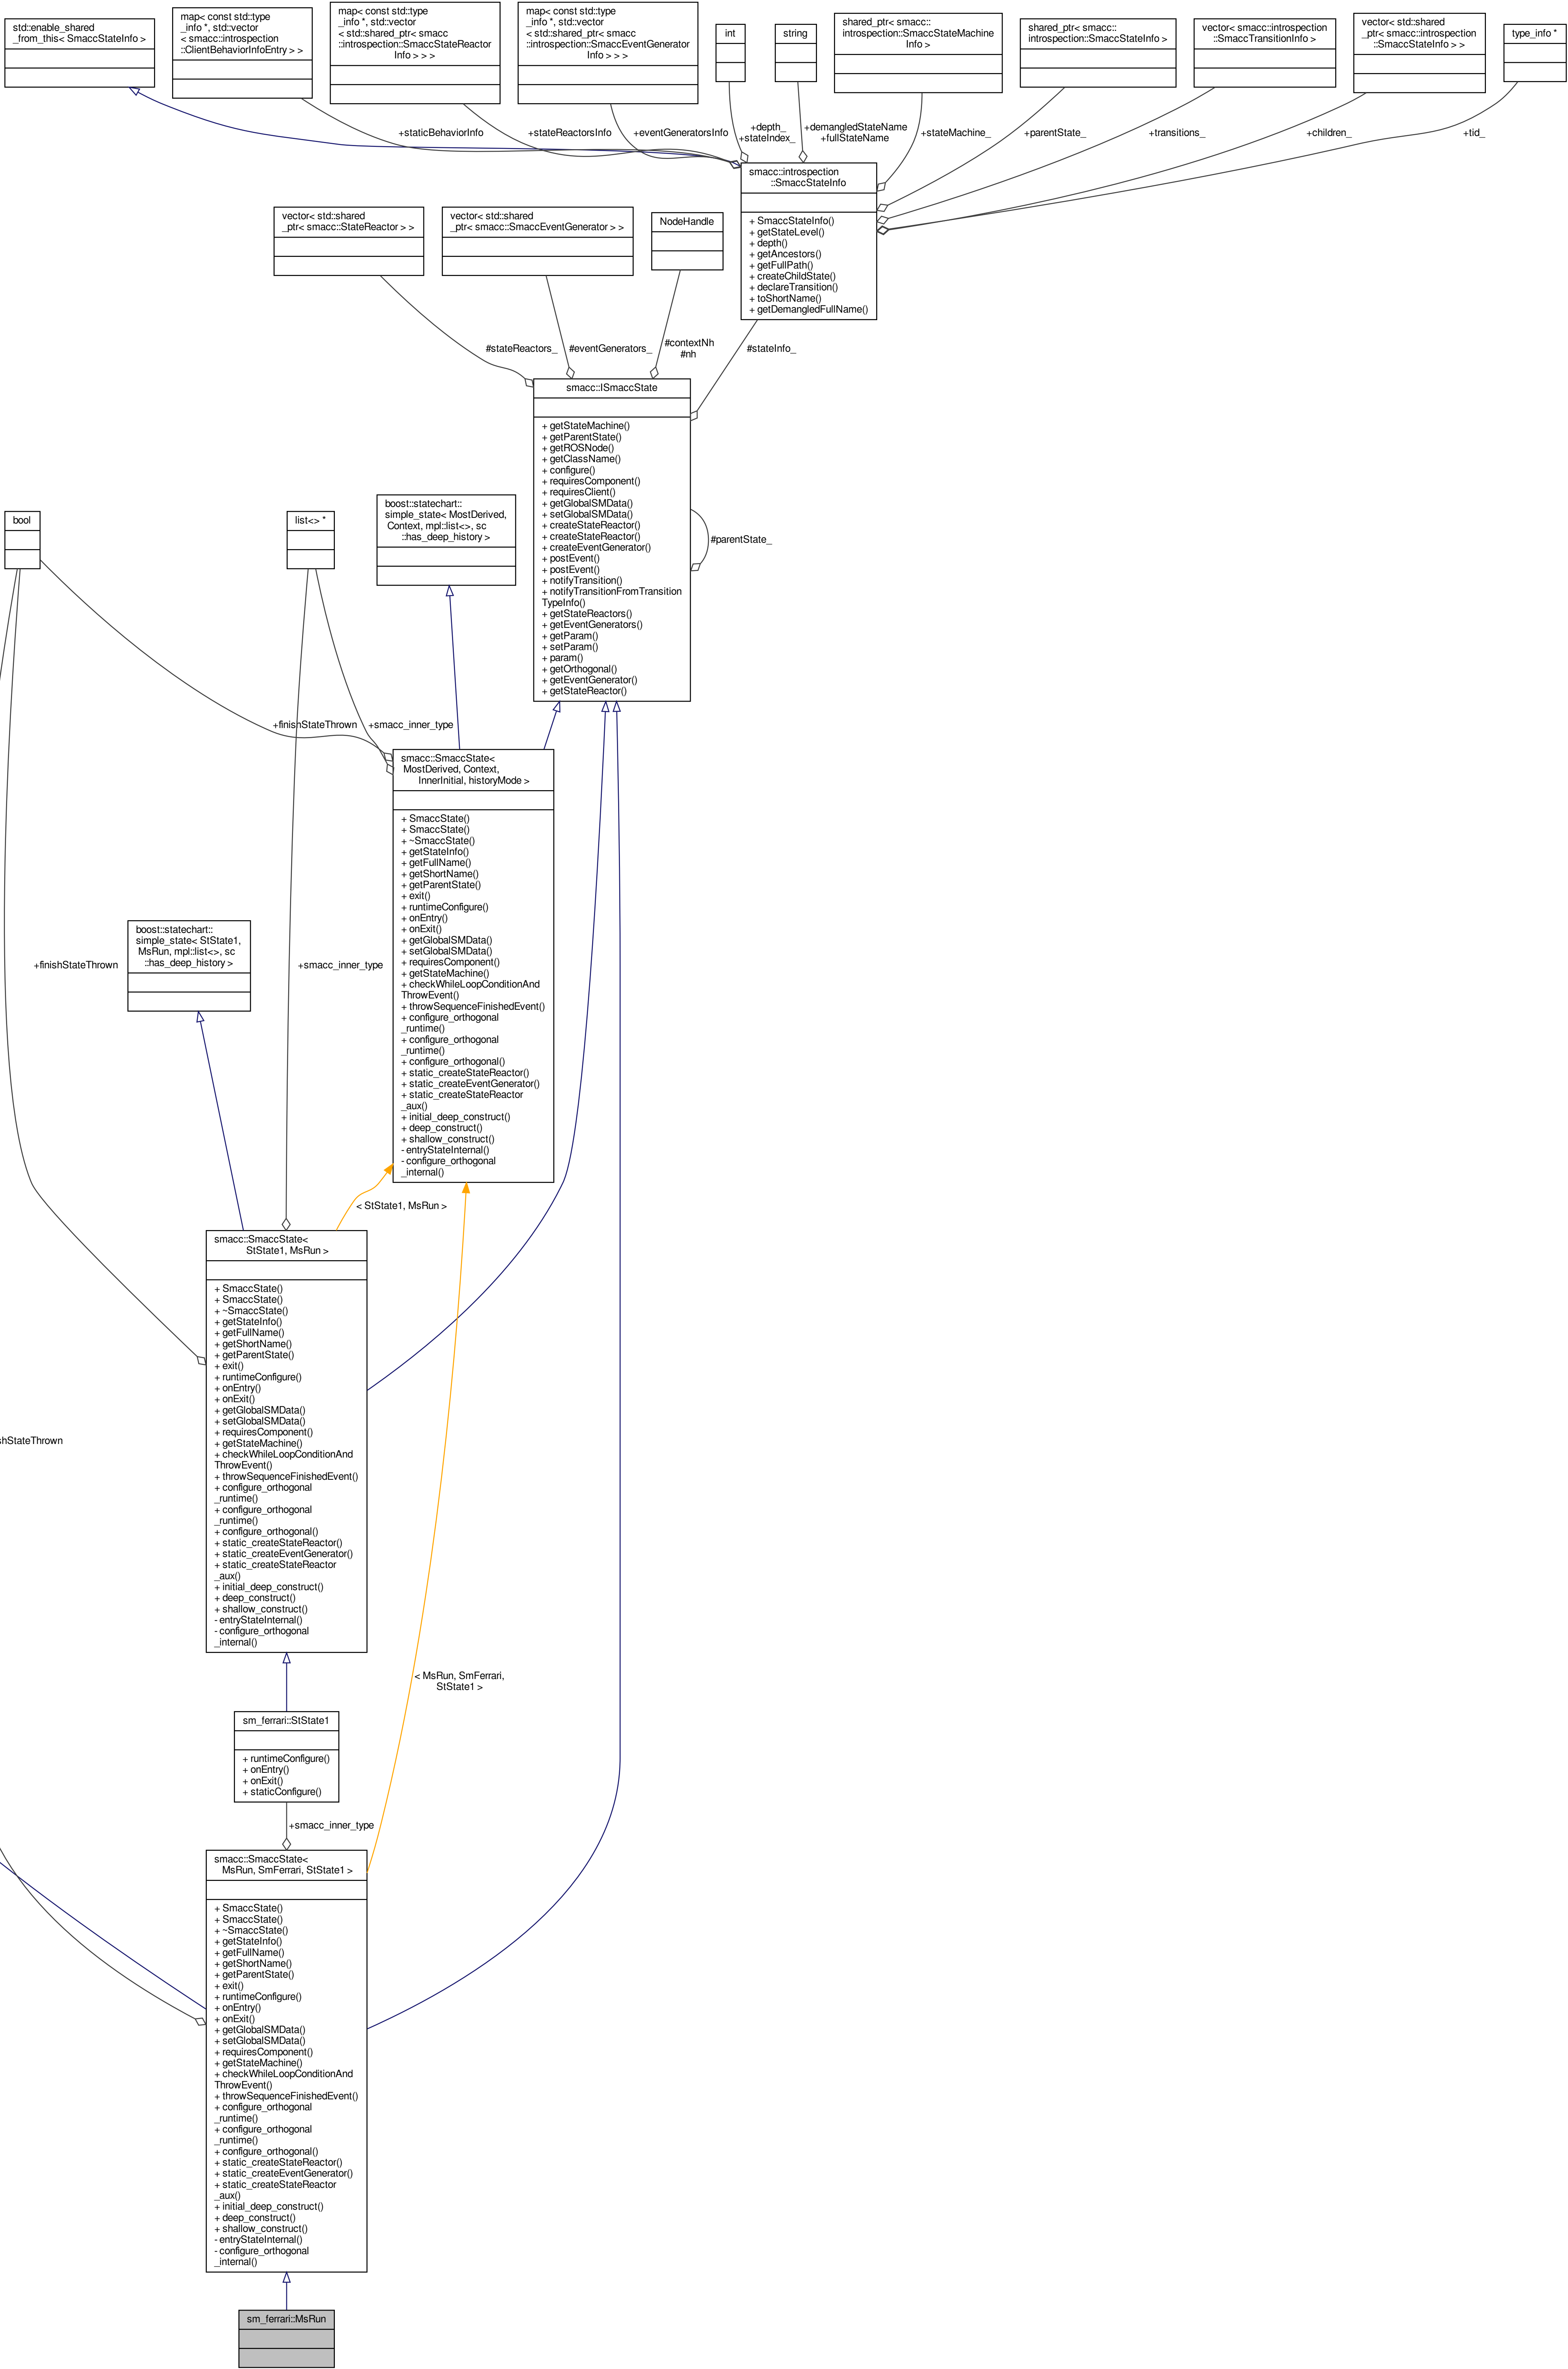 std::enable_shared
_from_this< SmaccStateInfo >
map< const std::type
_info *, std::vector
< smacc::introspection
::ClientBehaviorInfoEntry > >
map< const std::type
_info *, std::vector
< std::shared_ptr< smacc
::introspection::SmaccStateReactor
Info > > >
map< const std::type
_info *, std::vector
< std::shared_ptr< smacc
::introspection::SmaccEventGenerator
Info > > >
int
string
shared_ptr< smacc::
introspection::SmaccStateMachine
Info >
shared_ptr< smacc::
introspection::SmaccStateInfo >
vector< smacc::introspection
::SmaccTransitionInfo >
vector< std::shared
_ptr< smacc::introspection
::SmaccStateInfo > >
type_info *
+staticBehaviorInfo
+stateReactorsInfo
+eventGeneratorsInfo
+depth_
+stateIndex_
+demangledStateName
+fullStateName
+stateMachine_
+parentState_
+transitions_
+children_
+tid_
smacc::introspection
::SmaccStateInfo
+ SmaccStateInfo()
+ getStateLevel()
+ depth()
+ getAncestors()
+ getFullPath()
+ createChildState()
+ declareTransition()
+ toShortName()
+ getDemangledFullName()
vector< std::shared
_ptr< smacc::StateReactor > >
vector< std::shared
_ptr< smacc::SmaccEventGenerator > >
NodeHandle
#stateReactors_
#eventGenerators_
#contextNh
#nh
#stateInfo_
smacc::ISmaccState
+ getStateMachine()
+ getParentState()
+ getROSNode()
+ getClassName()
+ configure()
+ requiresComponent()
+ requiresClient()
+ getGlobalSMData()
+ setGlobalSMData()
+ createStateReactor()
+ createStateReactor()
+ createEventGenerator()
+ postEvent()
+ postEvent()
+ notifyTransition()
+ notifyTransitionFromTransition
TypeInfo()
+ getStateReactors()
+ getEventGenerators()
+ getParam()
+ setParam()
+ param()
+ getOrthogonal()
+ getEventGenerator()
+ getStateReactor()
#parentState_
bool
list<> *
boost::statechart::
simple_state< MostDerived,
Context, mpl::list<>, sc
::has_deep_history >
+finishStateThrown
+smacc_inner_type
smacc::SmaccState<
MostDerived, Context,
InnerInitial, historyMode >
+ SmaccState()
+ SmaccState()
+ ~SmaccState()
+ getStateInfo()
+ getFullName()
+ getShortName()
+ getParentState()
+ exit()
+ runtimeConfigure()
+ onEntry()
+ onExit()
+ getGlobalSMData()
+ setGlobalSMData()
+ requiresComponent()
+ getStateMachine()
+ checkWhileLoopConditionAnd
ThrowEvent()
+ throwSequenceFinishedEvent()
+ configure_orthogonal
_runtime()
+ configure_orthogonal
_runtime()
+ configure_orthogonal()
+ static_createStateReactor()
+ static_createEventGenerator()
+ static_createStateReactor
_aux()
+ initial_deep_construct()
+ deep_construct()
+ shallow_construct()
- entryStateInternal()
- configure_orthogonal
_internal()
boost::statechart::
simple_state< StState1,
MsRun, mpl::list<>, sc
::has_deep_history >
+finishStateThrown
+smacc_inner_type
< StState1, MsRun >
smacc::SmaccState<
StState1, MsRun >
+ SmaccState()
+ SmaccState()
+ ~SmaccState()
+ getStateInfo()
+ getFullName()
+ getShortName()
+ getParentState()
+ exit()
+ runtimeConfigure()
+ onEntry()
+ onExit()
+ getGlobalSMData()
+ setGlobalSMData()
+ requiresComponent()
+ getStateMachine()
+ checkWhileLoopConditionAnd
ThrowEvent()
+ throwSequenceFinishedEvent()
+ configure_orthogonal
_runtime()
+ configure_orthogonal
_runtime()
+ configure_orthogonal()
+ static_createStateReactor()
+ static_createEventGenerator()
+ static_createStateReactor
_aux()
+ initial_deep_construct()
+ deep_construct()
+ shallow_construct()
- entryStateInternal()
- configure_orthogonal
_internal()
shStateThrown
< MsRun, SmFerrari,
StState1 >
sm_ferrari::StState1
+ runtimeConfigure()
+ onEntry()
+ onExit()
+ staticConfigure()
+smacc_inner_type
smacc::SmaccState<
MsRun, SmFerrari, StState1 >
+ SmaccState()
+ SmaccState()
+ ~SmaccState()
+ getStateInfo()
+ getFullName()
+ getShortName()
+ getParentState()
+ exit()
+ runtimeConfigure()
+ onEntry()
+ onExit()
+ getGlobalSMData()
+ setGlobalSMData()
+ requiresComponent()
+ getStateMachine()
+ checkWhileLoopConditionAnd
ThrowEvent()
+ throwSequenceFinishedEvent()
+ configure_orthogonal
_runtime()
+ configure_orthogonal
_runtime()
+ configure_orthogonal()
+ static_createStateReactor()
+ static_createEventGenerator()
+ static_createStateReactor
_aux()
+ initial_deep_construct()
+ deep_construct()
+ shallow_construct()
- entryStateInternal()
- configure_orthogonal
_internal()
sm_ferrari::MsRun